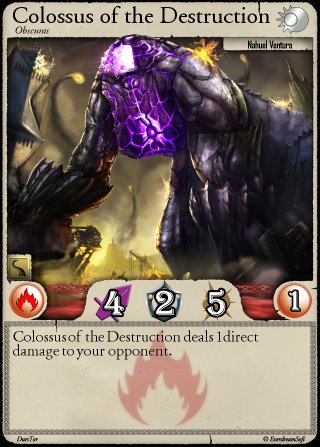 Colossus of the Destruction
Obscurus
Nahuel Ventura
4 2 5 1
Colossus of the Destruction deals 1 direct
damage to your opponent.
DanTor
© EverdreamSoft